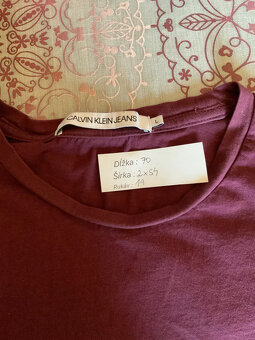 CALVIN KLEIN JEANS
L
Dĺžka : 70
Šírka : 2x54
Rukáv : 19